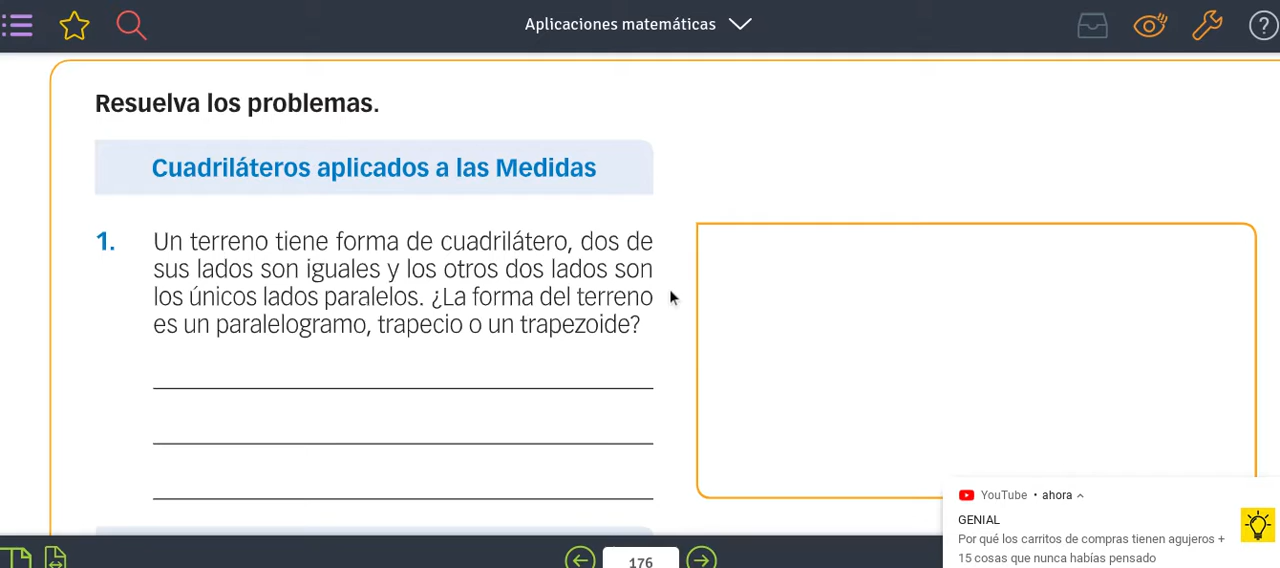 Aplicaciones matemáticas
?
Resuelva los problemas.
Cuadriláteros aplicados a las Medidas
1. Un terreno tiene forma de cuadrilátero, dos de
sus lados son iguales y los otros dos lados son
los únicos lados paralelos. ¿La forma del terreno
es un paralelogramo, trapecio o un trapezoide?
YouTube • ahora
GENIAL
Por qué los carritos de compras tienen agujeros +
15 cosas que nunca habías pensado
176